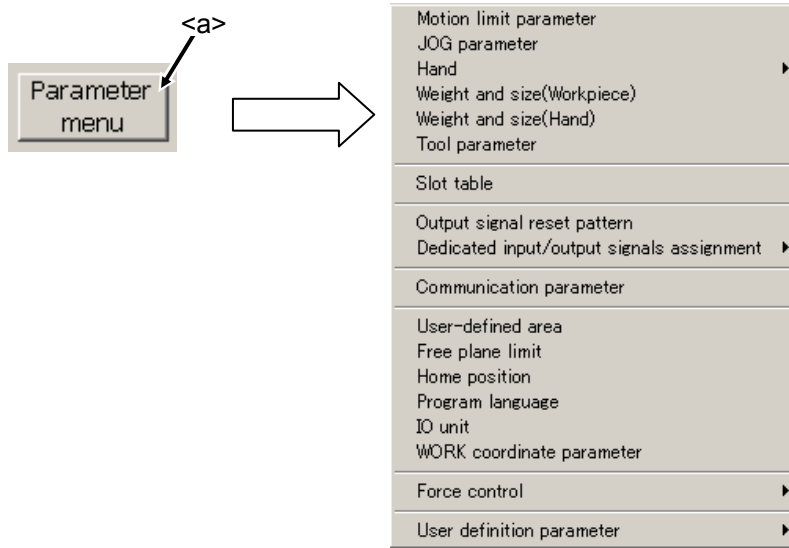 <a>
Parameter
menu
Motion limit parameter
JOG parameter
Hand
Weight and size(Workpiece)
Weight and size(Hand)
Tool parameter
Slot table
Output signal reset pattern
Dedicated input/output signals assignment
Communication parameter
User-defined area
Free plane limit
Home position
Program language
IO unit
WORK coordinate parameter
Force control
User definition parameter